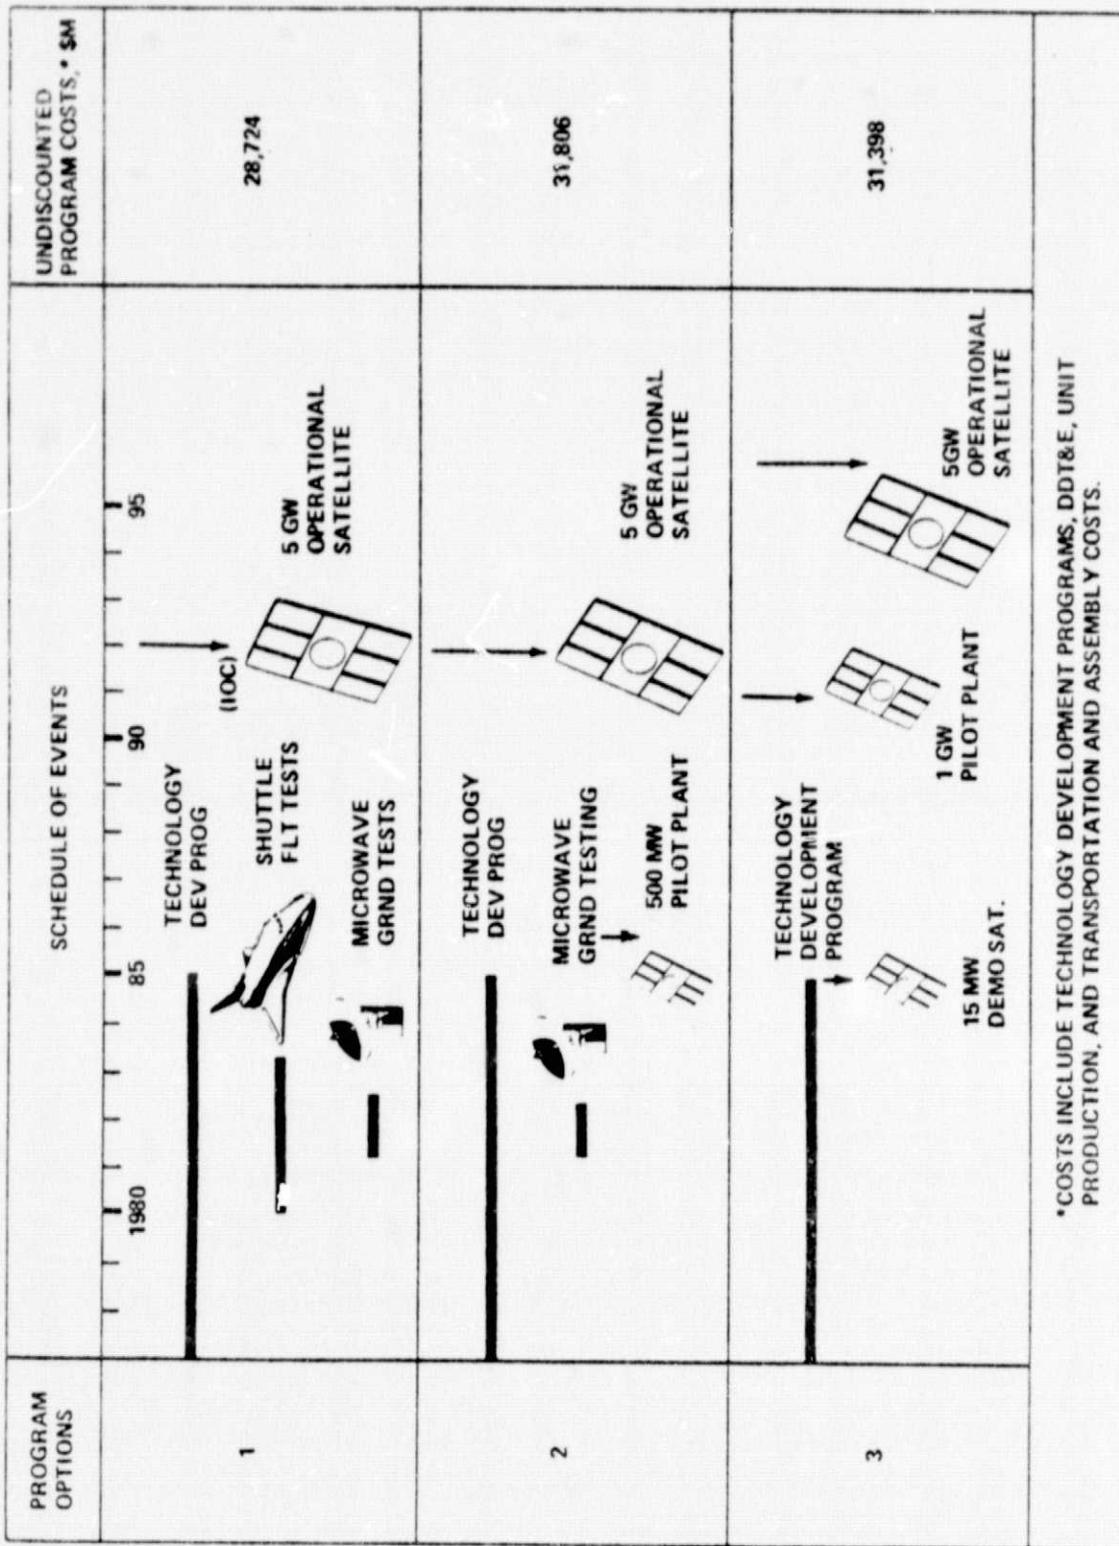 PROGRAM
OPTIONS
SCHEDULE OF EVENTS
UNDISCOUNTED
PROGRAM COSTS,* $M
1980
85
90
95
1
TECHNOLOGY
DEV PROG
SHUTTLE
FLT TESTS
MICROWAVE
GRND TESTS
(IOC)
5 GW
OPERATIONAL
SATELLITE
28,724
2
TECHNOLOGY
DEV PROG
MICROWAVE
GRND TESTING
500 MW
PILOT PLANT
5 GW
OPERATIONAL
SATELLITE
31,806
3
TECHNOLOGY
DEVELOPMENT
PROGRAM
15 MW
DEMO SAT.
1 GW
PILOT PLANT
5GW
OPERATIONAL
SATELLITE
31,398
*COSTS INCLUDE TECHNOLOGY DEVELOPMENT PROGRAMS, DDT&E, UNIT
PRODUCTION, AND TRANSPORTATION AND ASSEMBLY COSTS.